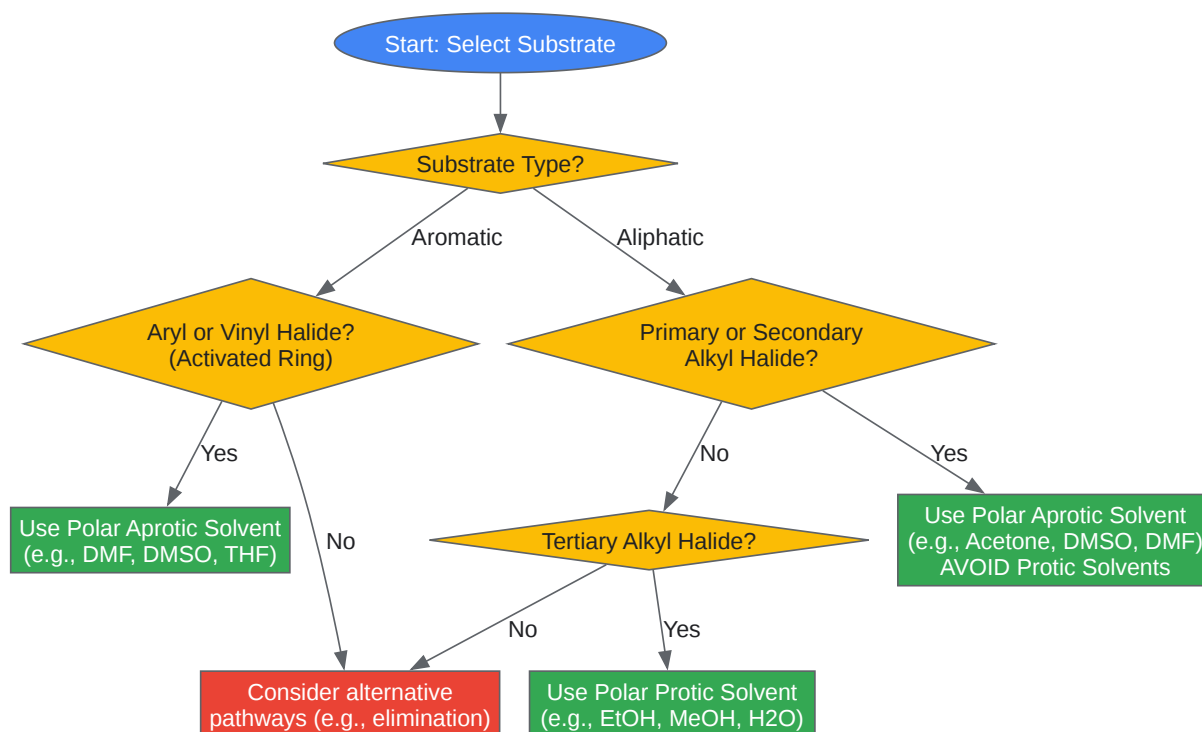 Start: Select Substrate
Substrate Type?
Aromatic
Aliphatic
Aryl or Vinyl Halide?
(Activated Ring)
Primary or Secondary
Alkyl Halide?
Yes
No
No
Yes
Use Polar Aprotic Solvent
(e.g., DMF, DMSO, THF)
Tertiary Alkyl Halide?
Use Polar Aprotic Solvent
(e.g., Acetone, DMSO, DMF)
AVOID Protic Solvents
No
Yes
Consider alternative
pathways (e.g., elimination)
Use Polar Protic Solvent
(e.g., EtOH, MeOH, H2O)